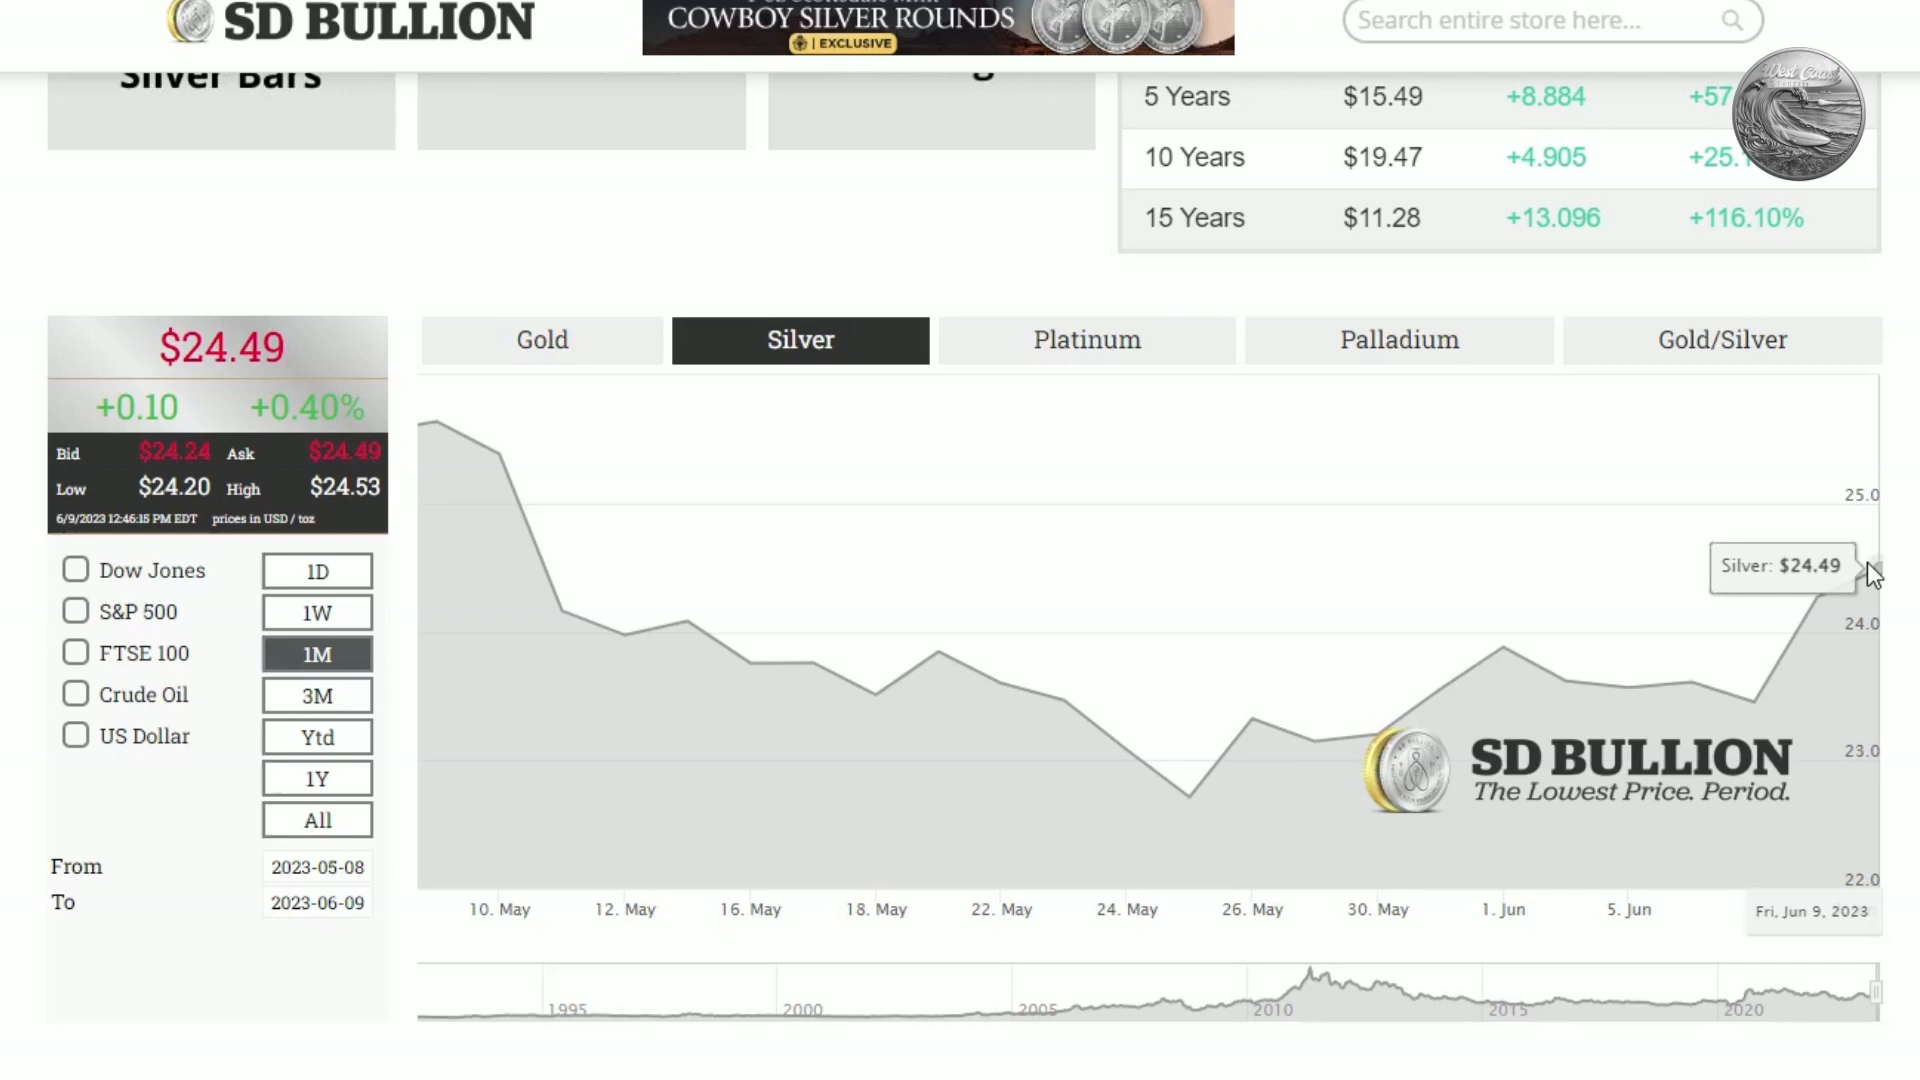 SD BULLION
COWBOY SILVER ROUNDS
| EXCLUSIVE
Search entire store here...
West Coast
Silver Bars
5 Years $15.49 +8.884 +57
10 Years $19.47 +4.905 +25.
15 Years $11.28 +13.096 +116.10%
$24.49
+0.10 +0.40%
Bid $24.24 Ask $24.49
Low $24.20 High $24.53
6/9/2023 12:46:15 PM EDT prices in USD / toz
Gold Silver Platinum Palladium Gold/Silver
Dow Jones 1D
S&P 500 1W
FTSE 100 1M
Crude Oil 3M
US Dollar Ytd
1Y
All
From 2023-05-08
To 2023-06-09
25.0
Silver: $24.49
24.0
23.0
22.0
SD BULLION
The Lowest Price. Period.
10. May 12. May 16. May 18. May 22. May 24. May 26. May 30. May 1. Jun 5. Jun Fri, Jun 9, 2023
1995 2000 2005 2010 2015 2020